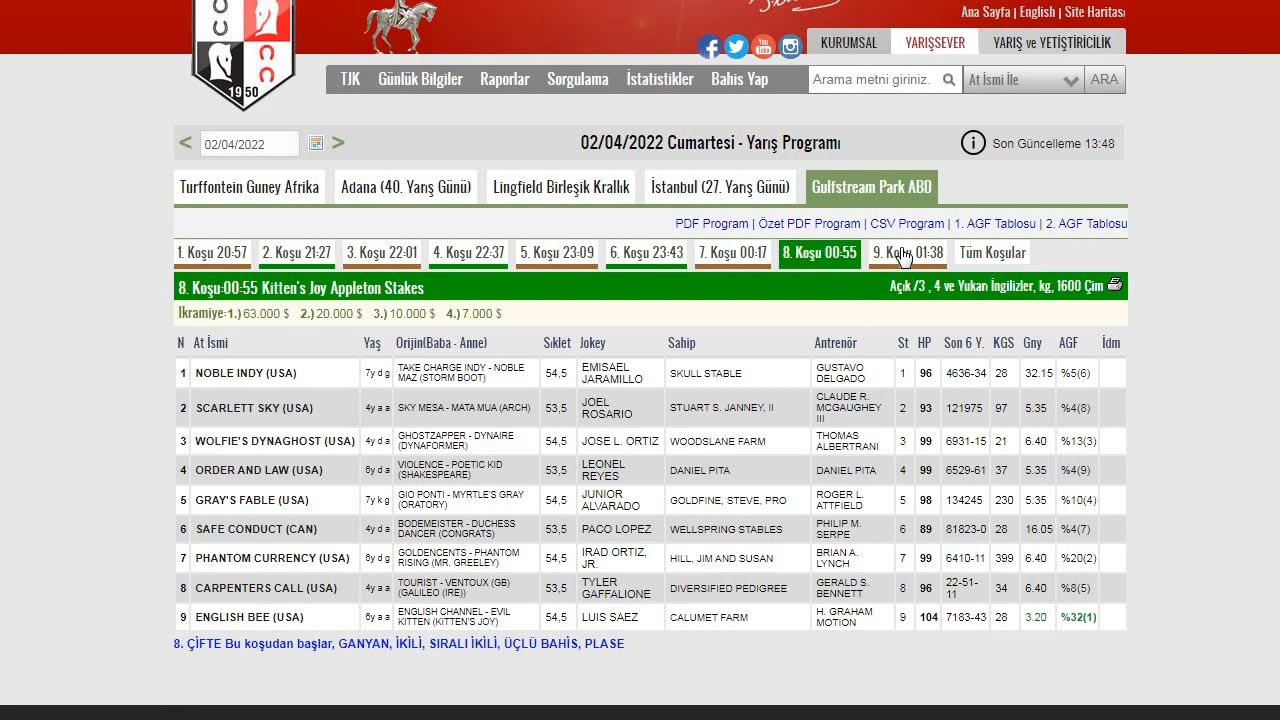 Ana Sayfa | English | Site Haritası
KURUMSAL YARIŞSEVER YARIŞ ve YETİŞTİRİCİLİK
1950
TJK Günlük Bilgiler Raporlar Sorgulama İstatistikler Bahis Yap Arama metni giriniz. At İsmi İle ARA
< 02/04/2022 > 02/04/2022 Cumartesi - Yarış Programı Son Güncelleme 13:48
Turffontein Guney Afrika Adana (40. Yarış Günü) Lingfield Birleşik Krallık İstanbul (27. Yarış Günü) Gulfstream Park ABD
PDF Program | Özet PDF Program | CSV Program | 1. AGF Tablosu | 2. AGF Tablosu
1. Koşu 20:57 2. Koşu 21:27 3. Koşu 22:01 4. Koşu 22:37 5. Koşu 23:09 6. Koşu 23:43 7. Koşu 00:17 8. Koşu 00:55 9. Koşu 01:38 Tüm Koşular
8. Koşu:00:55 Kitten's Joy Appleton Stakes Açık /3 , 4 ve Yukarı İngilizler, kg, 1600 Çim
İkramiye:1.) 63.000 $ 2.) 20.000 $ 3.) 10.000 $ 4.) 7.000 $
N At İsmi Yaş Orijin(Baba - Anne) Sıklet Jokey Sahip Antrenör St HP Son 6 Y. KGS Gny AGF İdm
1 NOBLE INDY (USA) 7y d g TAKE CHARGE INDY - NOBLE MAZ (STORM BOOT) 54,5 EMISAEL JARAMILLO SKULL STABLE GUSTAVO DELGADO 1 96 4636-34 28 32.15 %5(6)
2 SCARLETT SKY (USA) 4y a a SKY MESA - MATA MUA (ARCH) 53,5 JOEL ROSARIO STUART S. JANNEY, II CLAUDE R. MCGAUGHEY III 2 93 121975 97 5.35 %4(8)
3 WOLFIE'S DYNAGHOST (USA) 4y d a GHOSTZAPPER - DYNAIRE (DYNAFORMER) 54,5 JOSE L. ORTIZ WOODSLANE FARM THOMAS ALBERTRANI 3 99 6931-15 21 6.40 %13(3)
4 ORDER AND LAW (USA) 6y d a VIOLENCE - POETIC KID (SHAKESPEARE) 53,5 LEONEL REYES DANIEL PITA DANIEL PITA 4 99 6529-61 37 5.35 %4(9)
5 GRAY'S FABLE (USA) 7y k g GIO PONTI - MYRTLE'S GRAY (ORATORY) 54,5 JUNIOR ALVARADO GOLDFINE, STEVE, PRO ROGER L. ATTFIELD 5 98 134245 230 5.35 %10(4)
6 SAFE CONDUCT (CAN) 4y d a BODEMEISTER - DUCHESS DANCER (CONGRATS) 53,5 PACO LOPEZ WELLSPRING STABLES PHILIP M. SERPE 6 89 81823-0 28 16.05 %4(7)
7 PHANTOM CURRENCY (USA) 6y d g GOLDENCENTS - PHANTOM RISING (MR. GREELEY) 54,5 IRAD ORTIZ, JR. HILL, JIM AND SUSAN BRIAN A. LYNCH 7 99 6410-11 399 6.40 %20(2)
8 CARPENTERS CALL (USA) 4y a a TOURIST - VENTOUX (GB) (GALILEO (IRE)) 53,5 TYLER GAFFALIONE DIVERSIFIED PEDIGREE GERALD S. BENNETT 8 96 22-51-11 34 6.40 %8(5)
9 ENGLISH BEE (USA) 6y a a ENGLISH CHANNEL - EVIL KITTEN (KITTEN'S JOY) 54,5 LUIS SAEZ CALUMET FARM H. GRAHAM MOTION 9 104 7183-43 28 3.20 %32(1)
8. ÇİFTE Bu koşudan başlar, GANYAN, İKİLİ, SIRALI İKİLİ, ÜÇLÜ BAHİS, PLASE